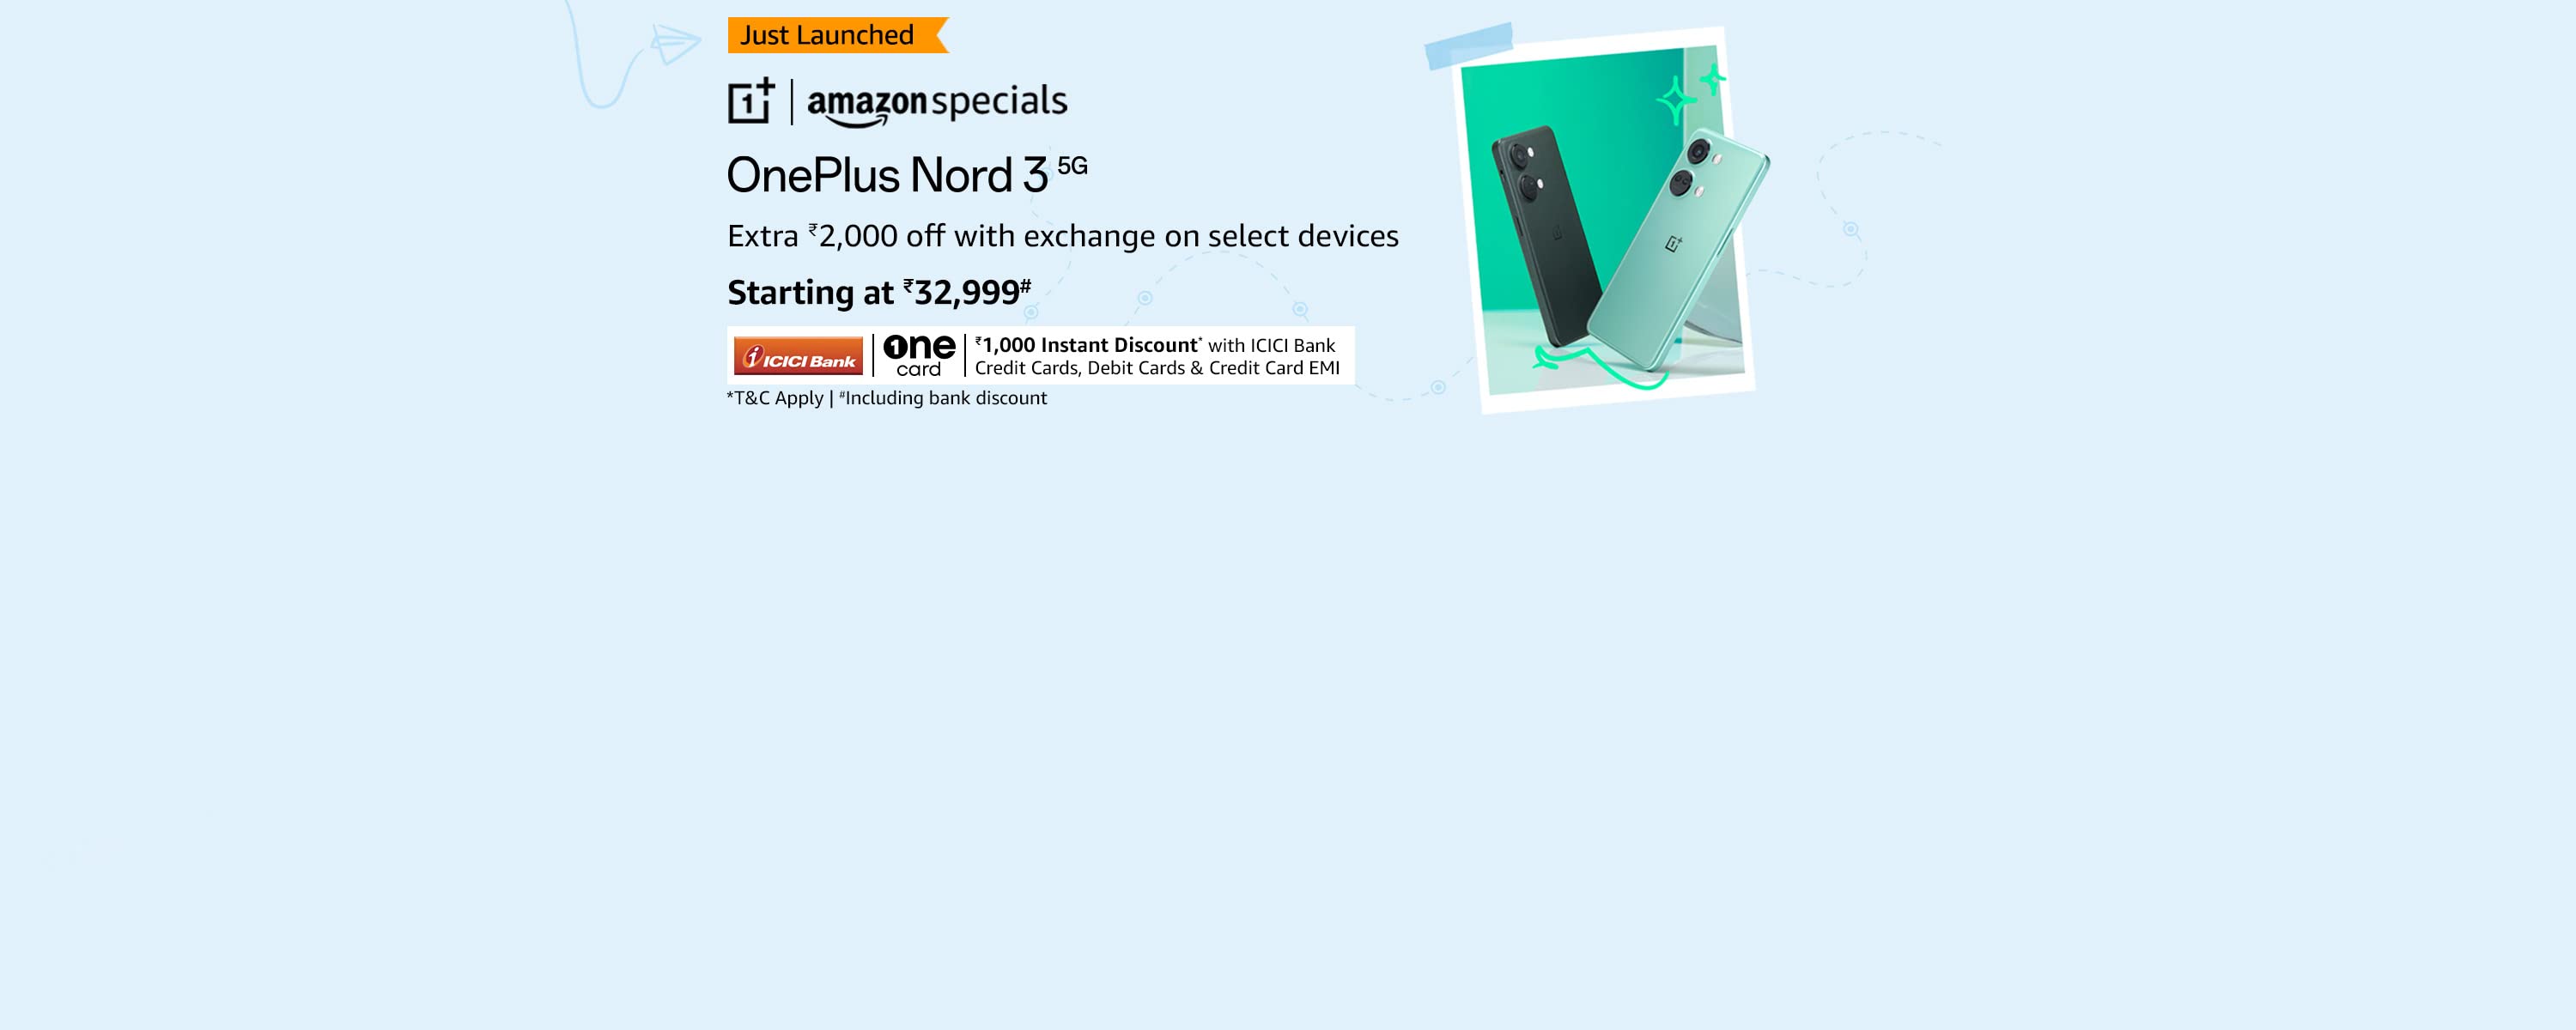 Just Launched
1+ | amazon specials
OnePlus Nord 3 5G
Extra ₹2,000 off with exchange on select devices
Starting at ₹32,999#
i ICICI Bank | One card | ₹1,000 Instant Discount* with ICICI Bank
Credit Cards, Debit Cards & Credit Card EMI
*T&C Apply | #Including bank discount